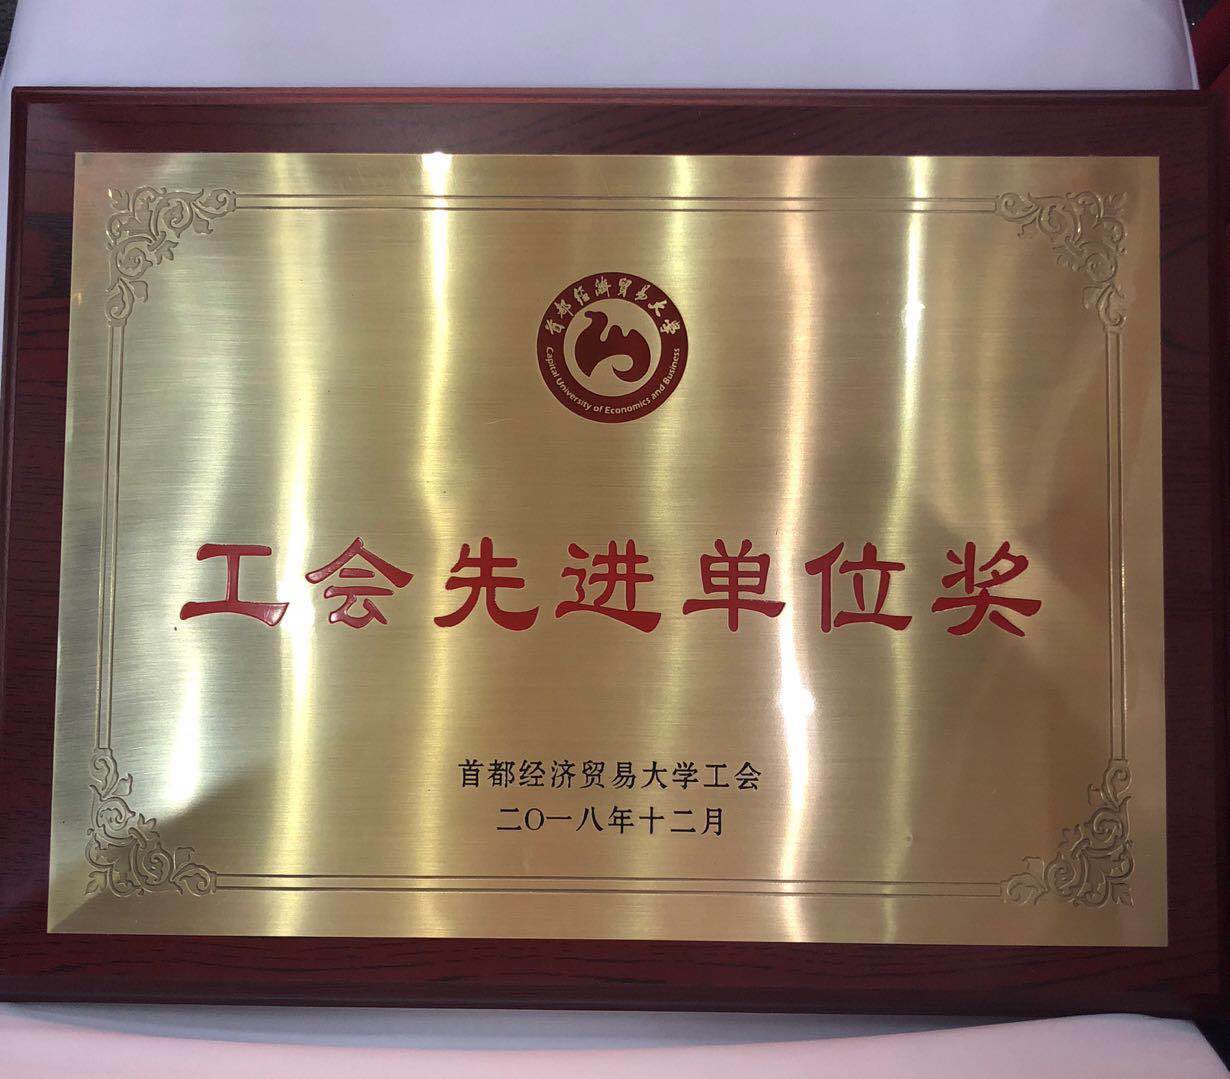 首都经济贸易大学
Capital University of Economics and Business
工会先进单位奖
首都经济贸易大学工会
二〇一八年十二月